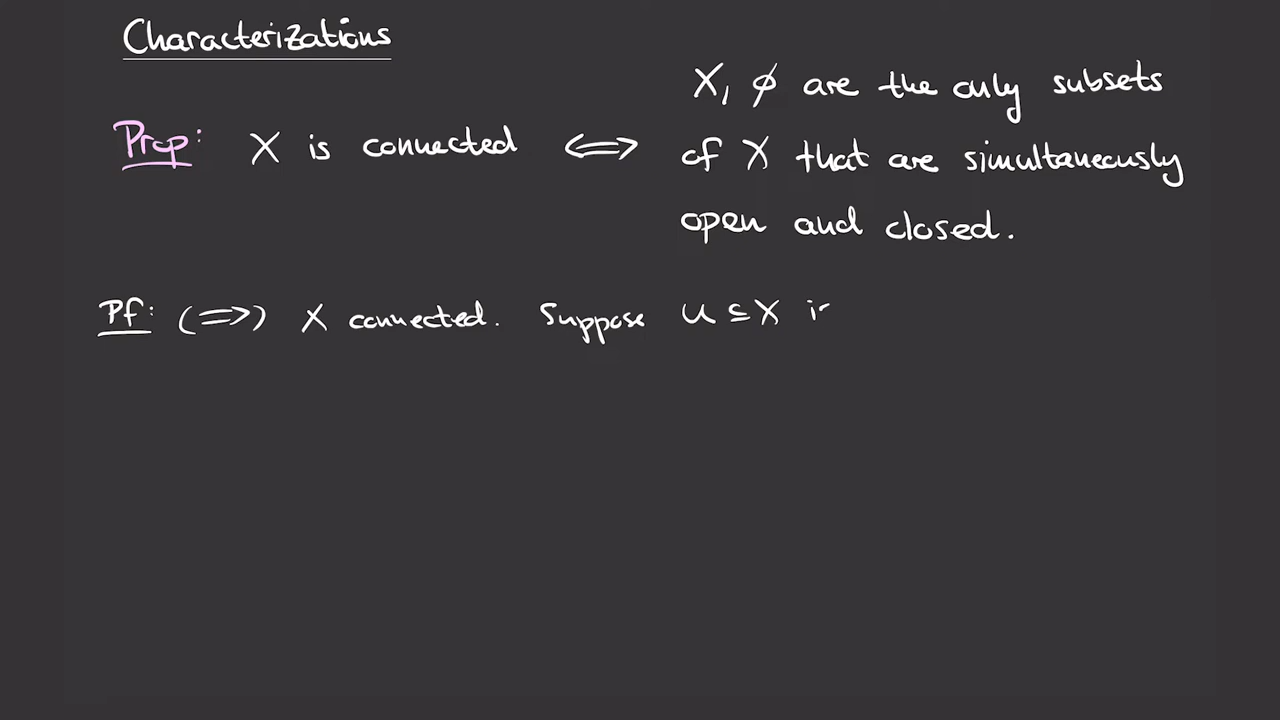 Characterizations
X, ∅ are the only subsets
Prop: X is connected ⟺ of X that are simultaneously
open and closed.
Pf: (⟹) X connected. Suppose U ⊆ X i